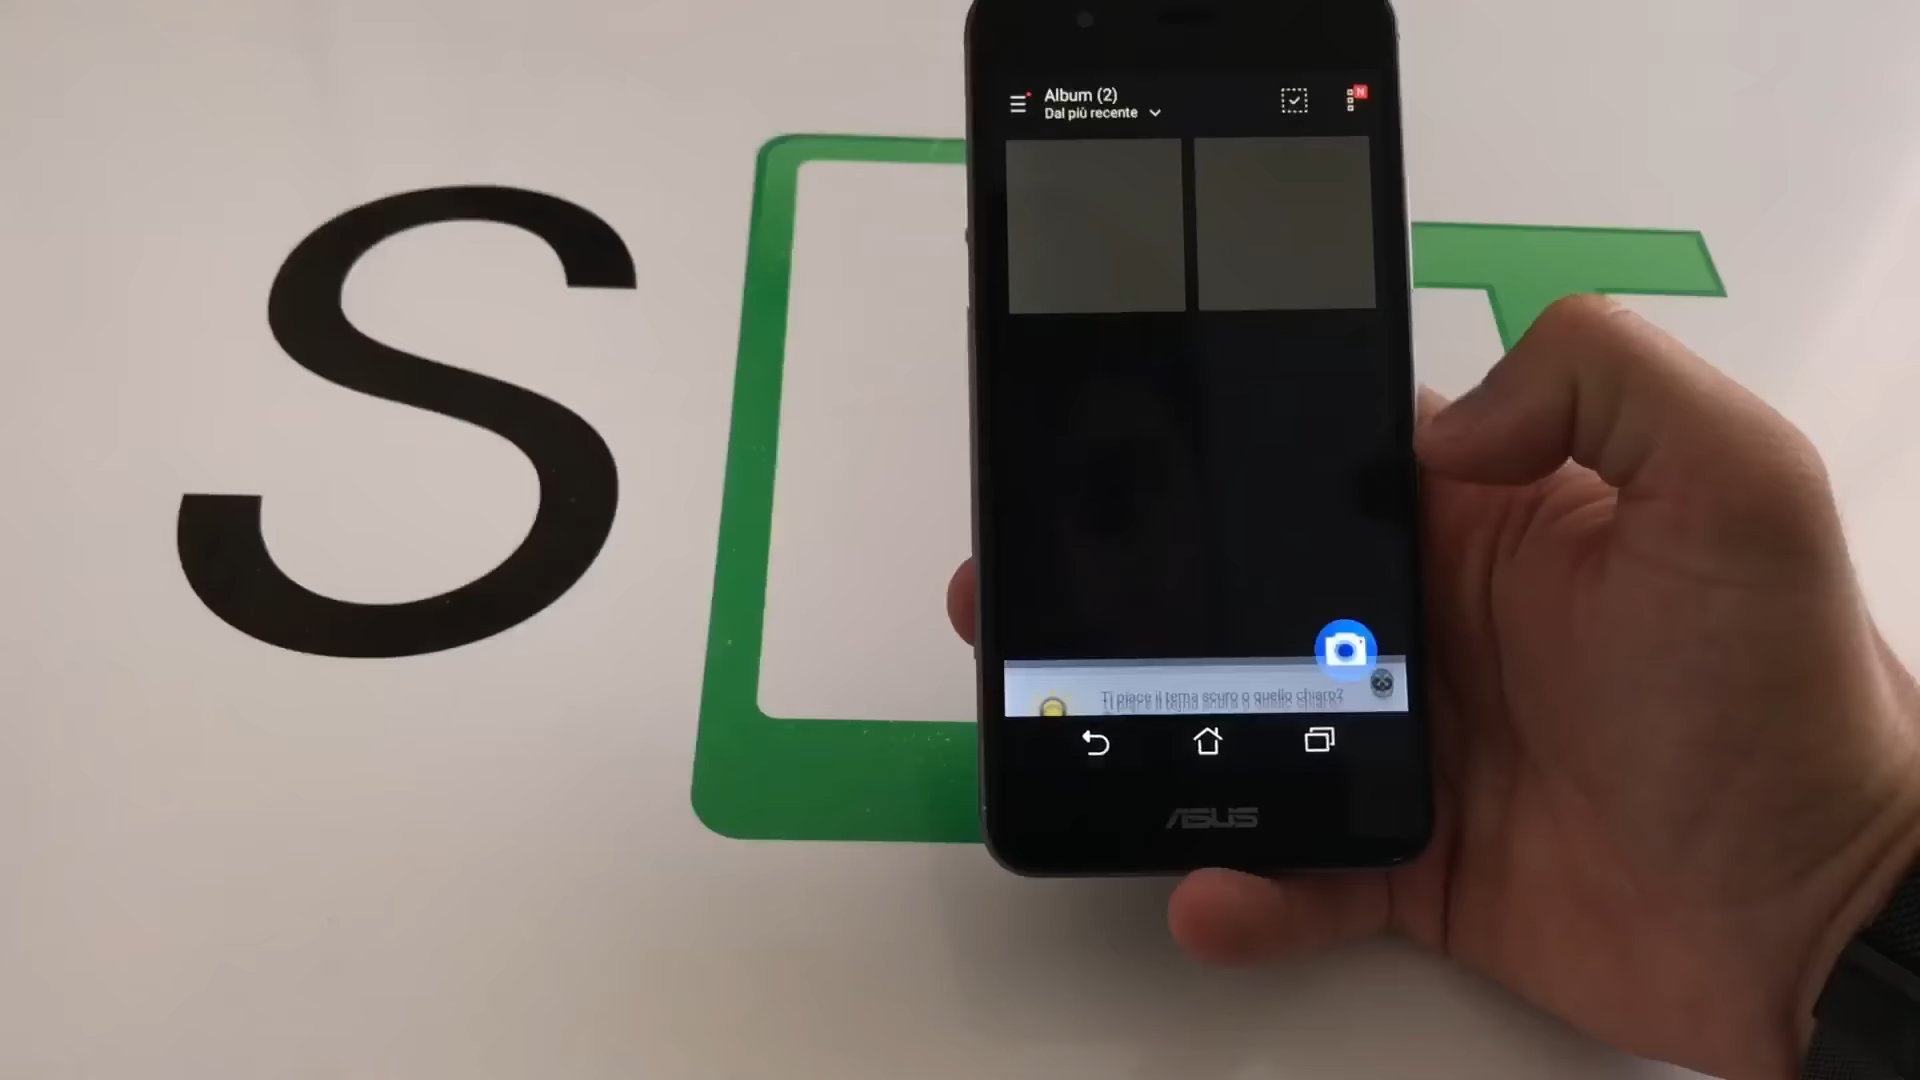 S T
Album (2)
Dal più recente
N
Ti piace il tema scuro o quello chiaro?
ASUS